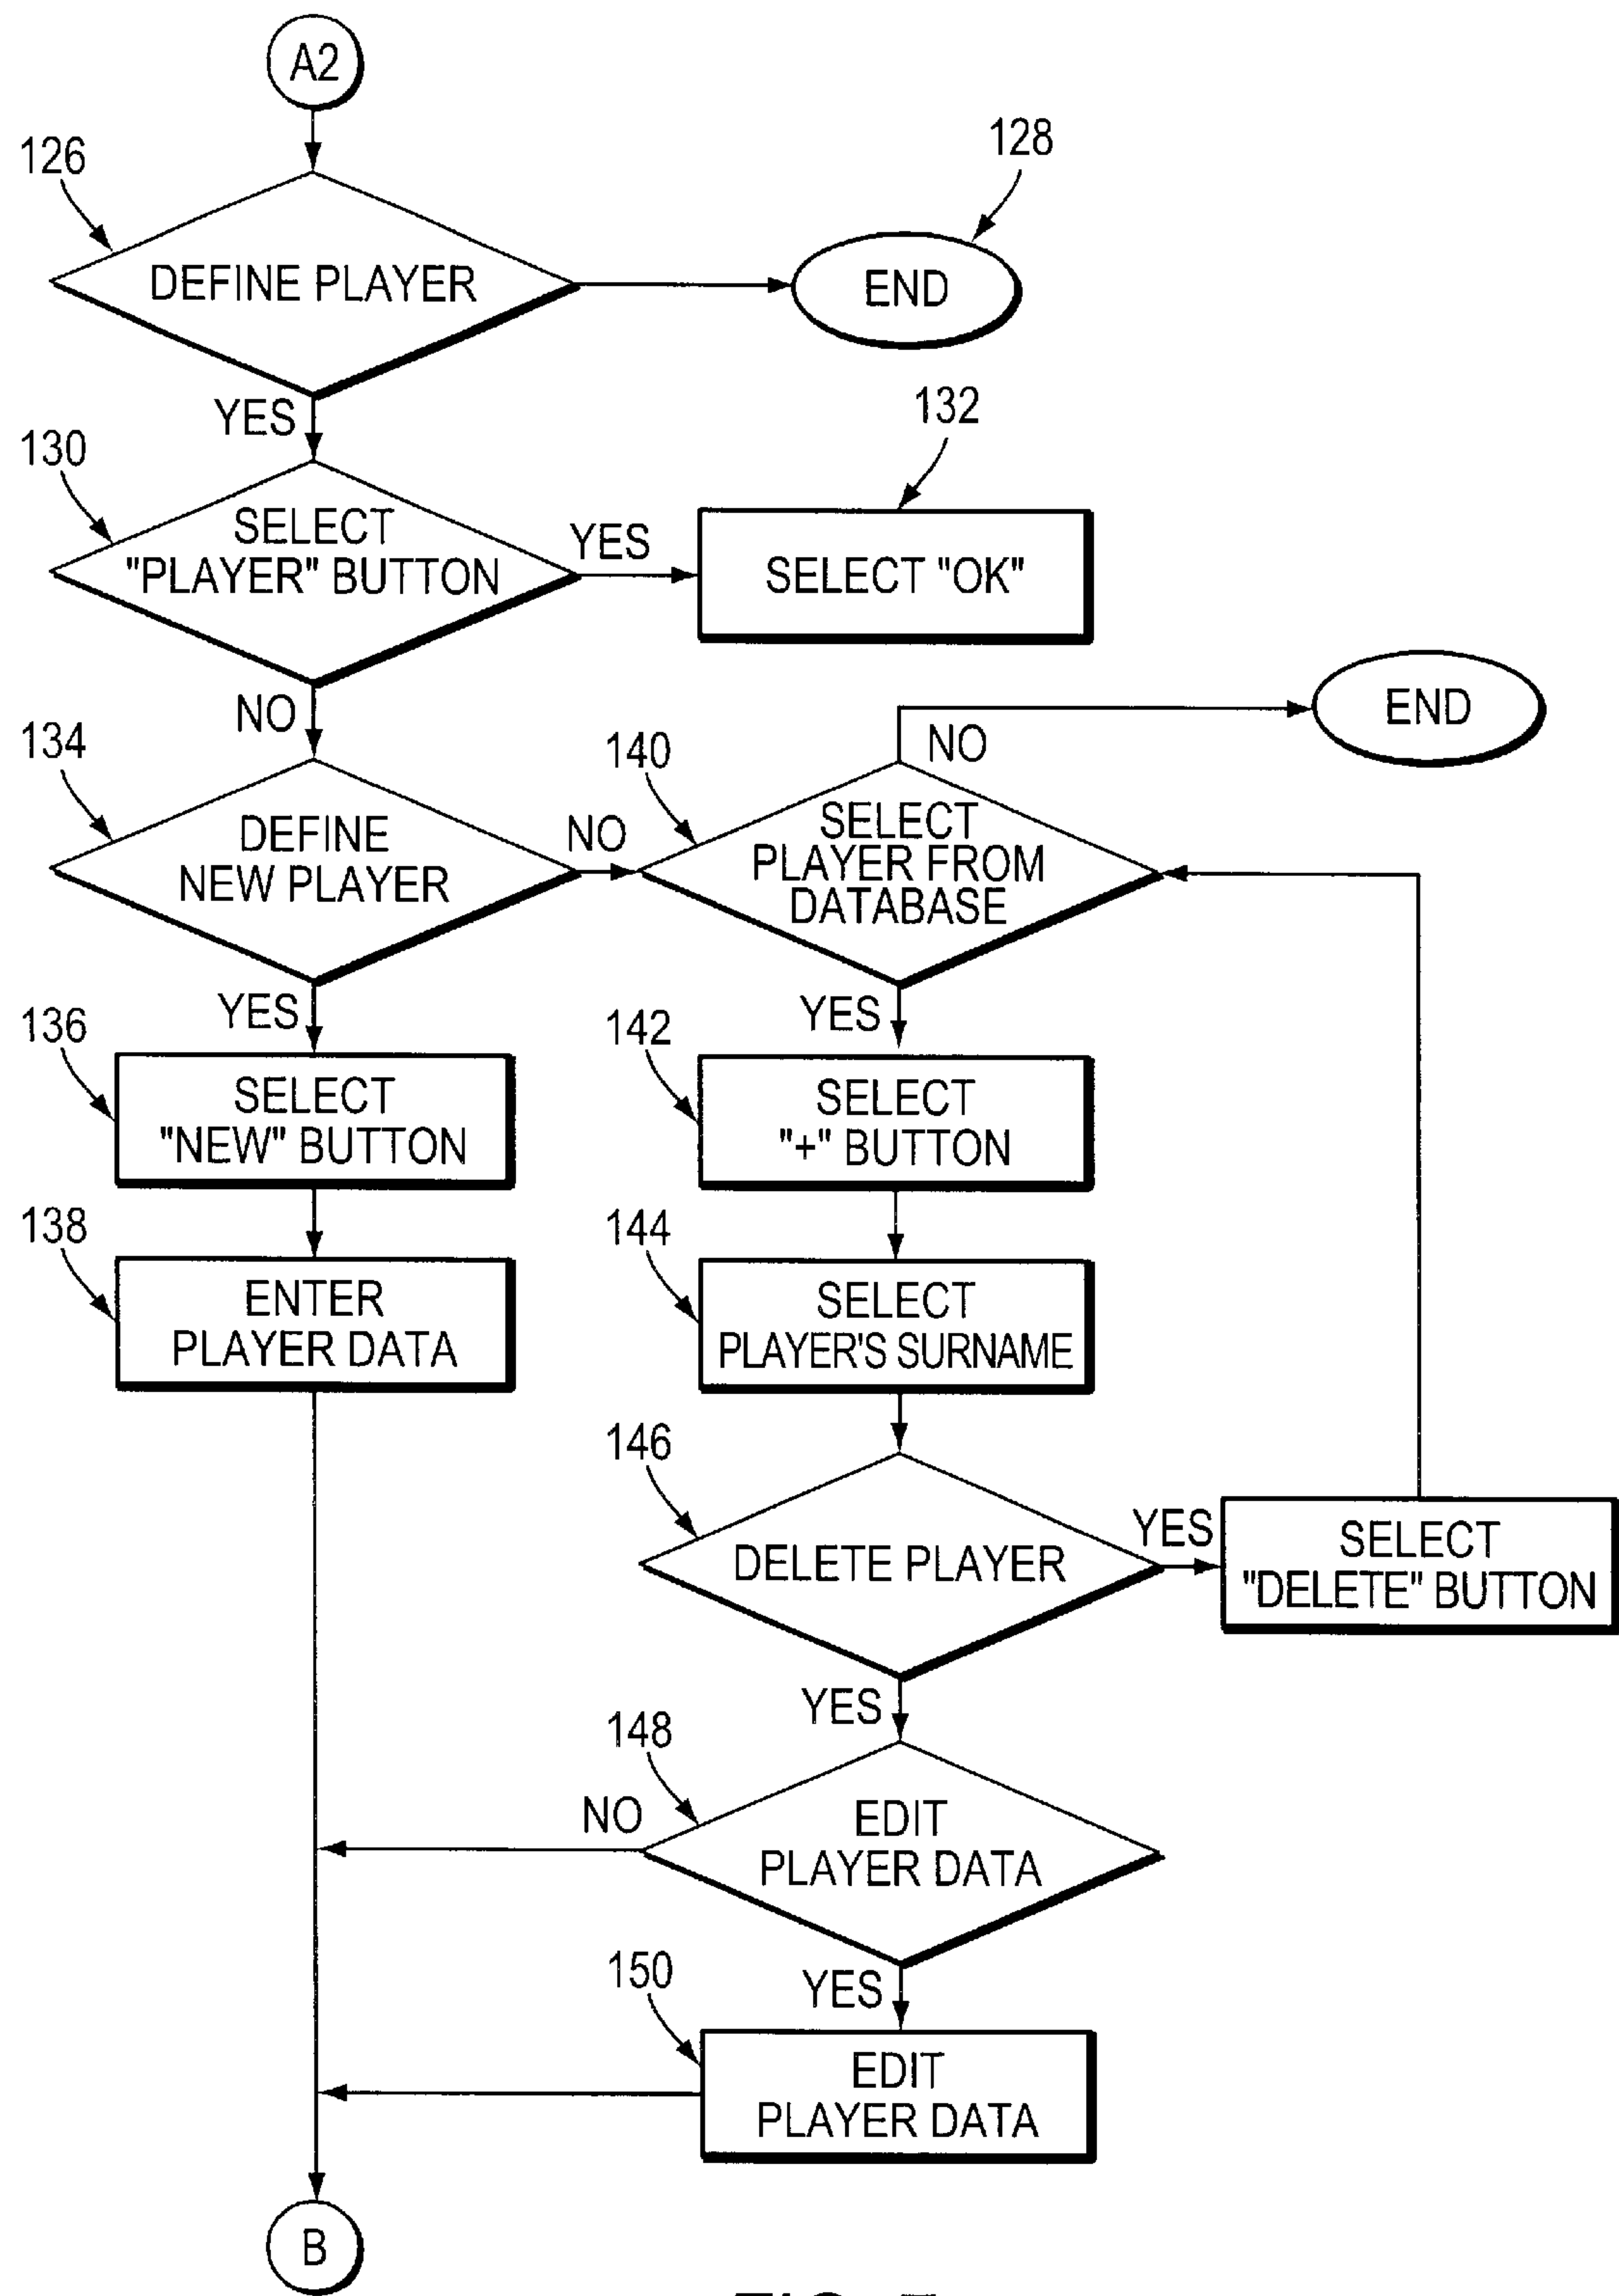 A2
126
128
DEFINE PLAYER
END
YES
130
132
SELECT
"PLAYER" BUTTON
YES
SELECT "OK"
NO
134
DEFINE
NEW PLAYER
NO
140
SELECT
PLAYER FROM
DATABASE
NO
END
YES
136
SELECT
"NEW" BUTTON
YES
142
SELECT
"+" BUTTON
138
ENTER
PLAYER DATA
144
SELECT
PLAYER'S SURNAME
146
DELETE PLAYER
YES
SELECT
"DELETE" BUTTON
YES
148
NO
EDIT
PLAYER DATA
YES
150
EDIT
PLAYER DATA
B